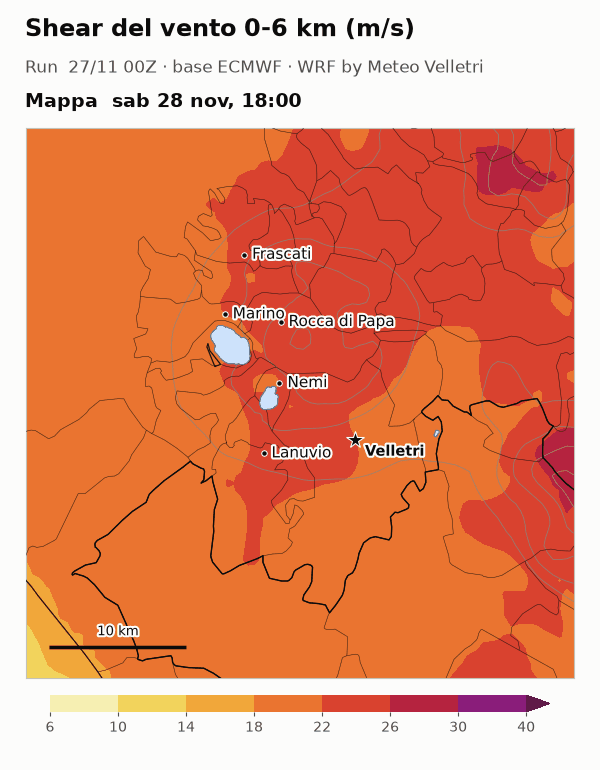 Shear del vento 0-6 km (m/s)
Run  27/11 00Z · base ECMWF · WRF by Meteo Velletri
Mappa  sab 28 nov, 18:00
Frascati
Marino
Rocca di Papa
Nemi
Velletri
Lanuvio
10 km
6 10 14 18 22 26 30 40